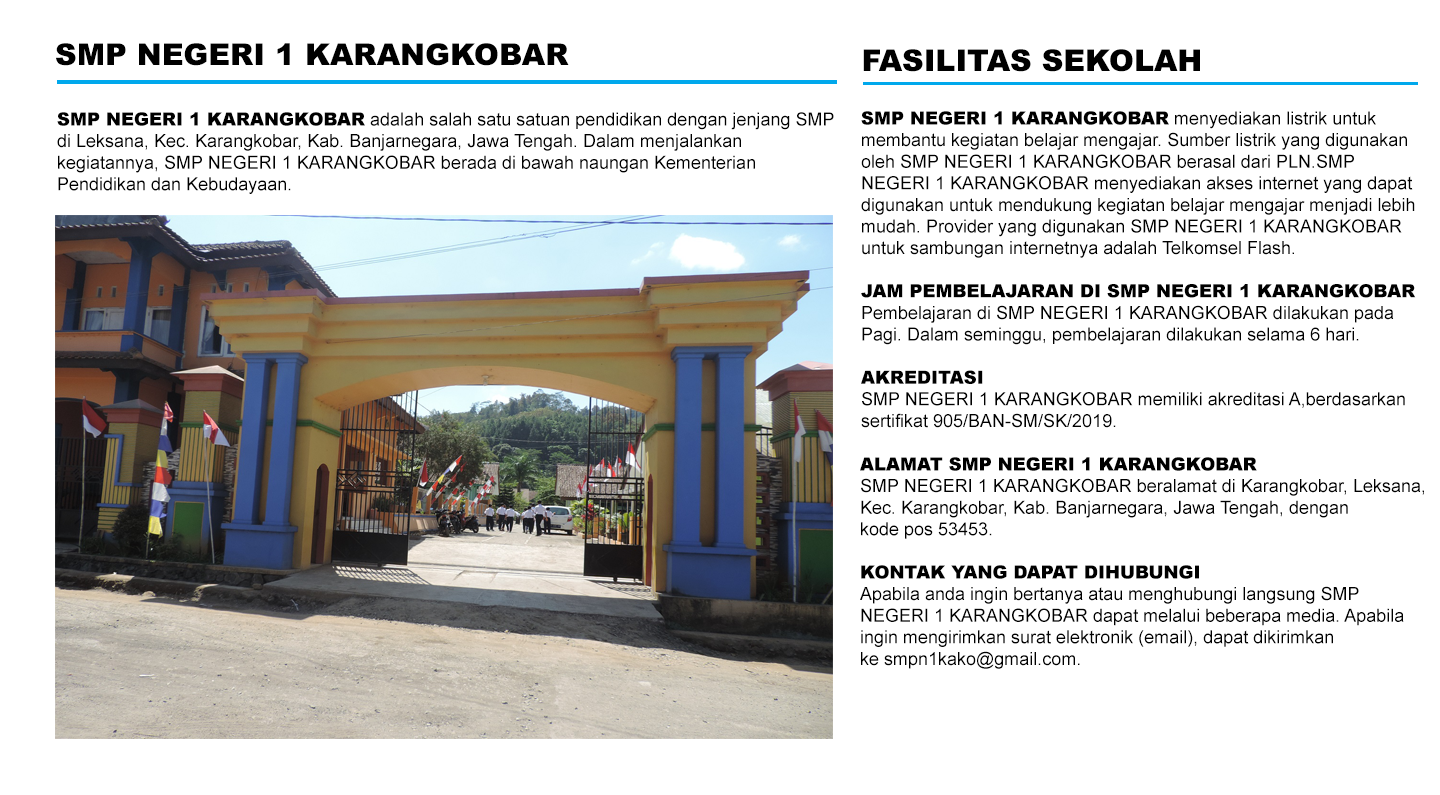 SMP NEGERI 1 KARANGKOBAR
SMP NEGERI 1 KARANGKOBAR adalah salah satu satuan pendidikan dengan jenjang SMP
di Leksana, Kec. Karangkobar, Kab. Banjarnegara, Jawa Tengah. Dalam menjalankan
kegiatannya, SMP NEGERI 1 KARANGKOBAR berada di bawah naungan Kementerian
Pendidikan dan Kebudayaan.
FASILITAS SEKOLAH
SMP NEGERI 1 KARANGKOBAR menyediakan listrik untuk
membantu kegiatan belajar mengajar. Sumber listrik yang digunakan
oleh SMP NEGERI 1 KARANGKOBAR berasal dari PLN.SMP
NEGERI 1 KARANGKOBAR menyediakan akses internet yang dapat
digunakan untuk mendukung kegiatan belajar mengajar menjadi lebih
mudah. Provider yang digunakan SMP NEGERI 1 KARANGKOBAR
untuk sambungan internetnya adalah Telkomsel Flash.
JAM PEMBELAJARAN DI SMP NEGERI 1 KARANGKOBAR
Pembelajaran di SMP NEGERI 1 KARANGKOBAR dilakukan pada
Pagi. Dalam seminggu, pembelajaran dilakukan selama 6 hari.
AKREDITASI
SMP NEGERI 1 KARANGKOBAR memiliki akreditasi A,berdasarkan
sertifikat 905/BAN-SM/SK/2019.
ALAMAT SMP NEGERI 1 KARANGKOBAR
SMP NEGERI 1 KARANGKOBAR beralamat di Karangkobar, Leksana,
Kec. Karangkobar, Kab. Banjarnegara, Jawa Tengah, dengan
kode pos 53453.
KONTAK YANG DAPAT DIHUBUNGI
Apabila anda ingin bertanya atau menghubungi langsung SMP
NEGERI 1 KARANGKOBAR dapat melalui beberapa media. Apabila
ingin mengirimkan surat elektronik (email), dapat dikirimkan
ke smpn1kako@gmail.com.